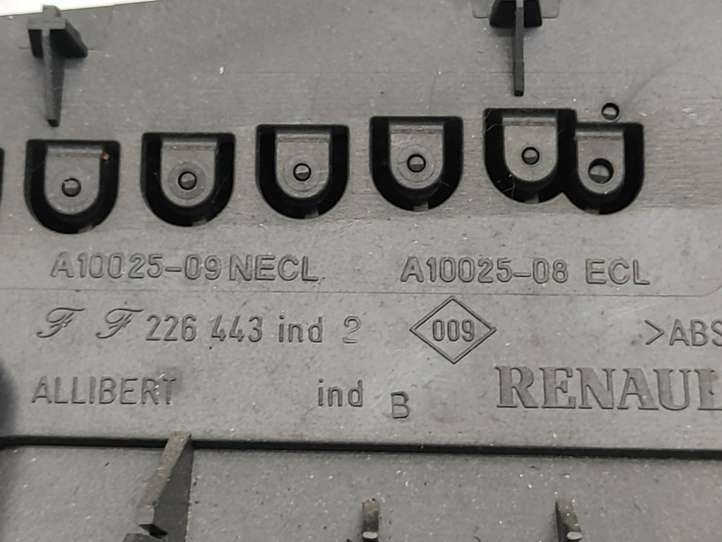 A10025-09 NECL A10025-08 ECL
F F 226 443 ind 2 009 >ABS
ALLIBERT ind B RENAUL